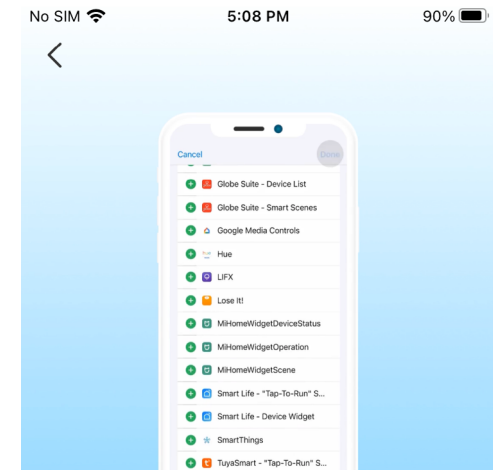 No SIM 5:08 PM 90%
Cancel Done
Globe Suite - Device List
Globe Suite - Smart Scenes
Google Media Controls
Hue
LIFX
Lose it!
MiHomeWidgetDeviceStatus
MiHomeWidgetOperation
MiHomeWidgetScene
Smart Life - "Tap-To-Run" S...
Smart Life - Device Widget
SmartThings
TuyaSmart - "Tap-To-Run" S...